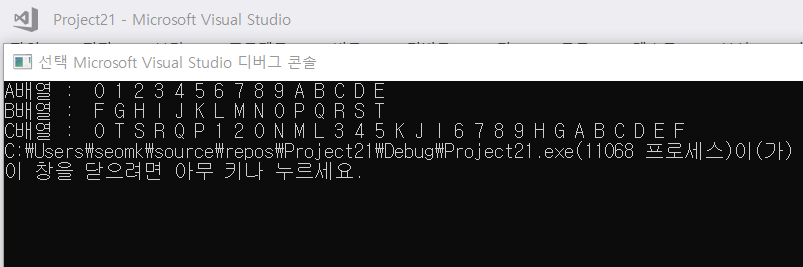 Project21 - Microsoft Visual Studio
선택 Microsoft Visual Studio 디버그 콘솔
A배열 : 0 1 2 3 4 5 6 7 8 9 A B C D E
B배열 : F G H I J K L M N O P Q R S T
C배열 : 0 T S R Q P 1 2 O N M L 3 4 5 K J I 6 7 8 9 H G A B C D E F
C:\Users\seomk\source\repos\Project21\Debug\Project21.exe(11068 프로세스)이(가)
이 창을 닫으려면 아무 키나 누르세요.